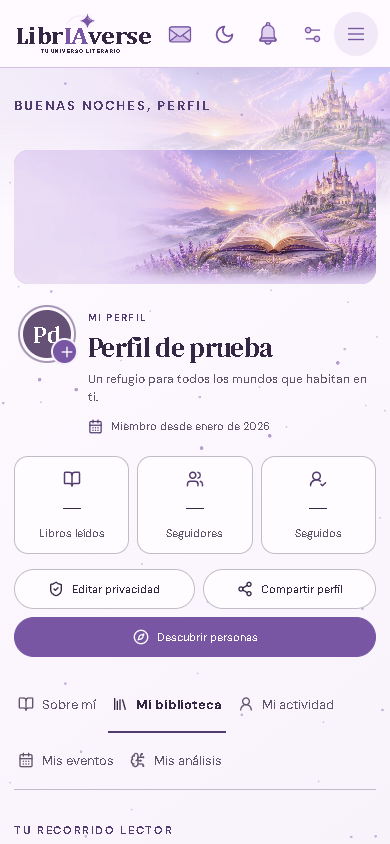 LibrIAverse
TU UNIVERSO LITERARIO
BUENAS NOCHES, PERFIL
Pd
MI PERFIL
Perfil de prueba
Un refugio para todos los mundos que habitan en
ti.
Miembro desde enero de 2026
— — —
Libros leídos Seguidores Seguidos
Editar privacidad Compartir perfil
Descubrir personas
Sobre mí Mi biblioteca Mi actividad
Mis eventos Mis análisis
TU RECORRIDO LECTOR